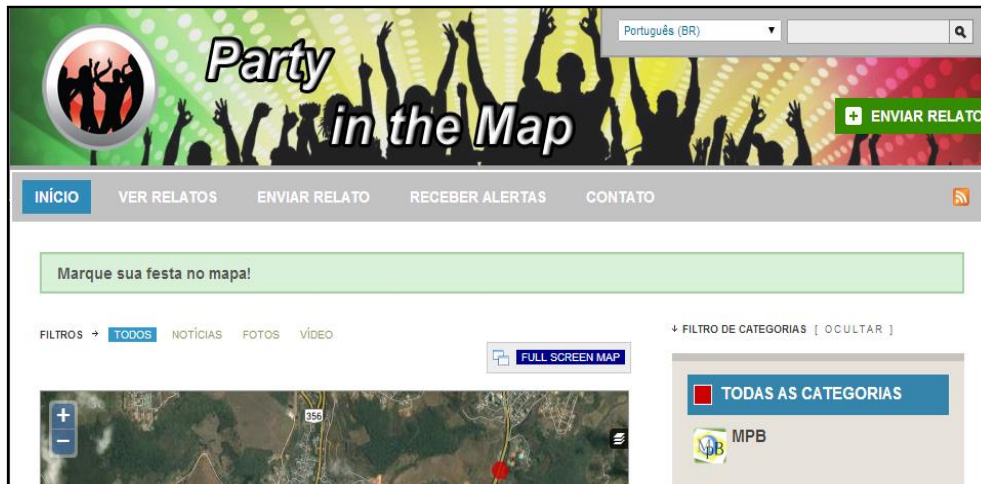 Party
in the Map
Português (BR)
ENVIAR RELATO
INÍCIO VER RELATOS ENVIAR RELATO RECEBER ALERTAS CONTATO
Marque sua festa no mapa!
FILTROS → TODOS NOTÍCIAS FOTOS VÍDEO
FULL SCREEN MAP
+
−
356
↓ FILTRO DE CATEGORIAS [ OCULTAR ]
TODAS AS CATEGORIAS
MPB
MPB